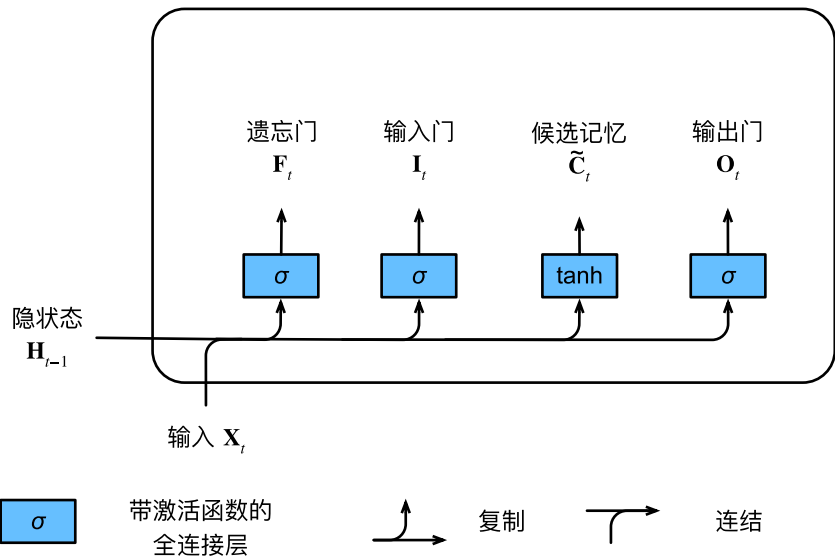 遗忘门 输入门 候选记忆 输出门
F_t I_t C̃_t O_t
σ σ tanh σ
隐状态
H_{t−1}
输入 X_t
σ 带激活函数的 复制 连结
全连接层